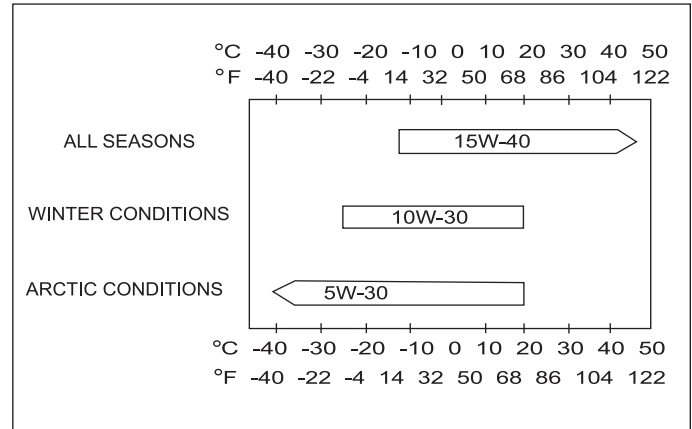 °C -40 -30 -20 -10 0 10 20 30 40 50
°F -40 -22 -4 14 32 50 68 86 104 122
ALL SEASONS 15W-40
WINTER CONDITIONS 10W-30
ARCTIC CONDITIONS 5W-30
°C -40 -30 -20 -10 0 10 20 30 40 50
°F -40 -22 -4 14 32 50 68 86 104 122